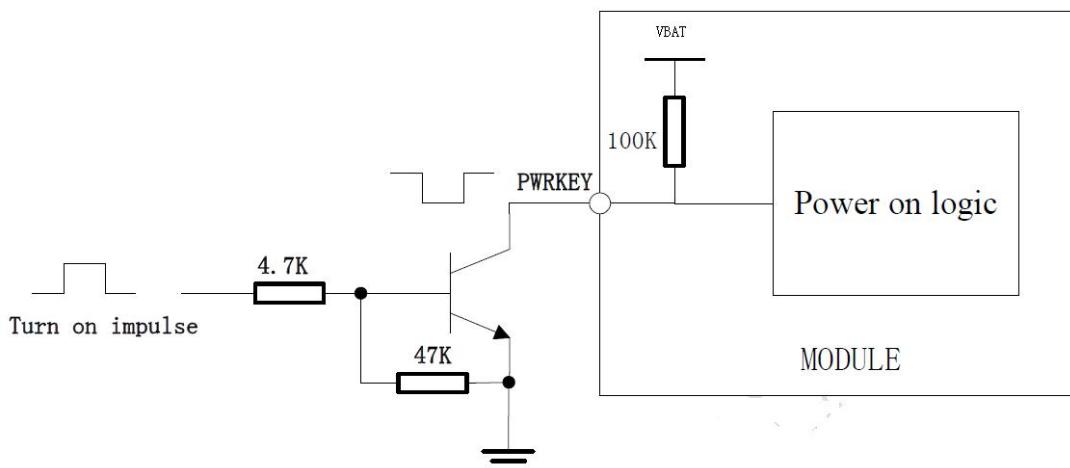 VBAT
100K
PWRKEY
Power on logic
4.7K
Turn on impulse
47K
MODULE